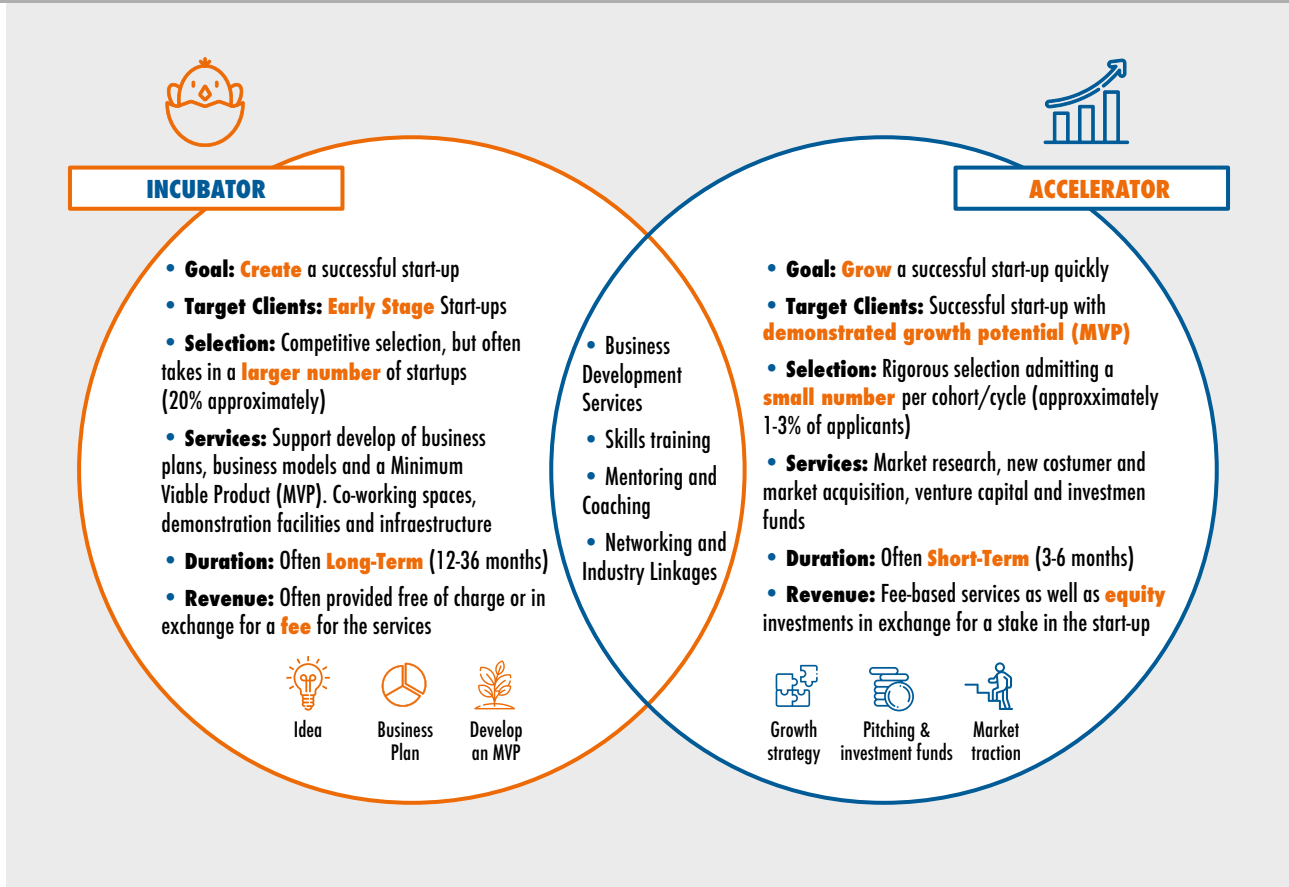 INCUBATOR
• Goal: Create a successful start-up
• Target Clients: Early Stage Start-ups
• Selection: Competitive selection, but often
takes in a larger number of startups
(20% approximately)
• Services: Support develop of business
plans, business models and a Minimum
Viable Product (MVP). Co-working spaces,
demonstration facilities and infraestructure
• Duration: Often Long-Term (12-36 months)
• Revenue: Often provided free of charge or in
exchange for a fee for the services
Idea
Business
Plan
Develop
an MVP
• Business
Development
Services
• Skills training
• Mentoring and
Coaching
• Networking and
Industry Linkages
ACCELERATOR
• Goal: Grow a successful start-up quickly
• Target Clients: Successful start-up with
demonstrated growth potential (MVP)
• Selection: Rigorous selection admitting a
small number per cohort/cycle (approxximately
1-3% of applicants)
• Services: Market research, new costumer and
market acquisition, venture capital and investmen
funds
• Duration: Often Short-Term (3-6 months)
• Revenue: Fee-based services as well as equity
investments in exchange for a stake in the start-up
Growth
strategy
Pitching &
investment funds
Market
traction